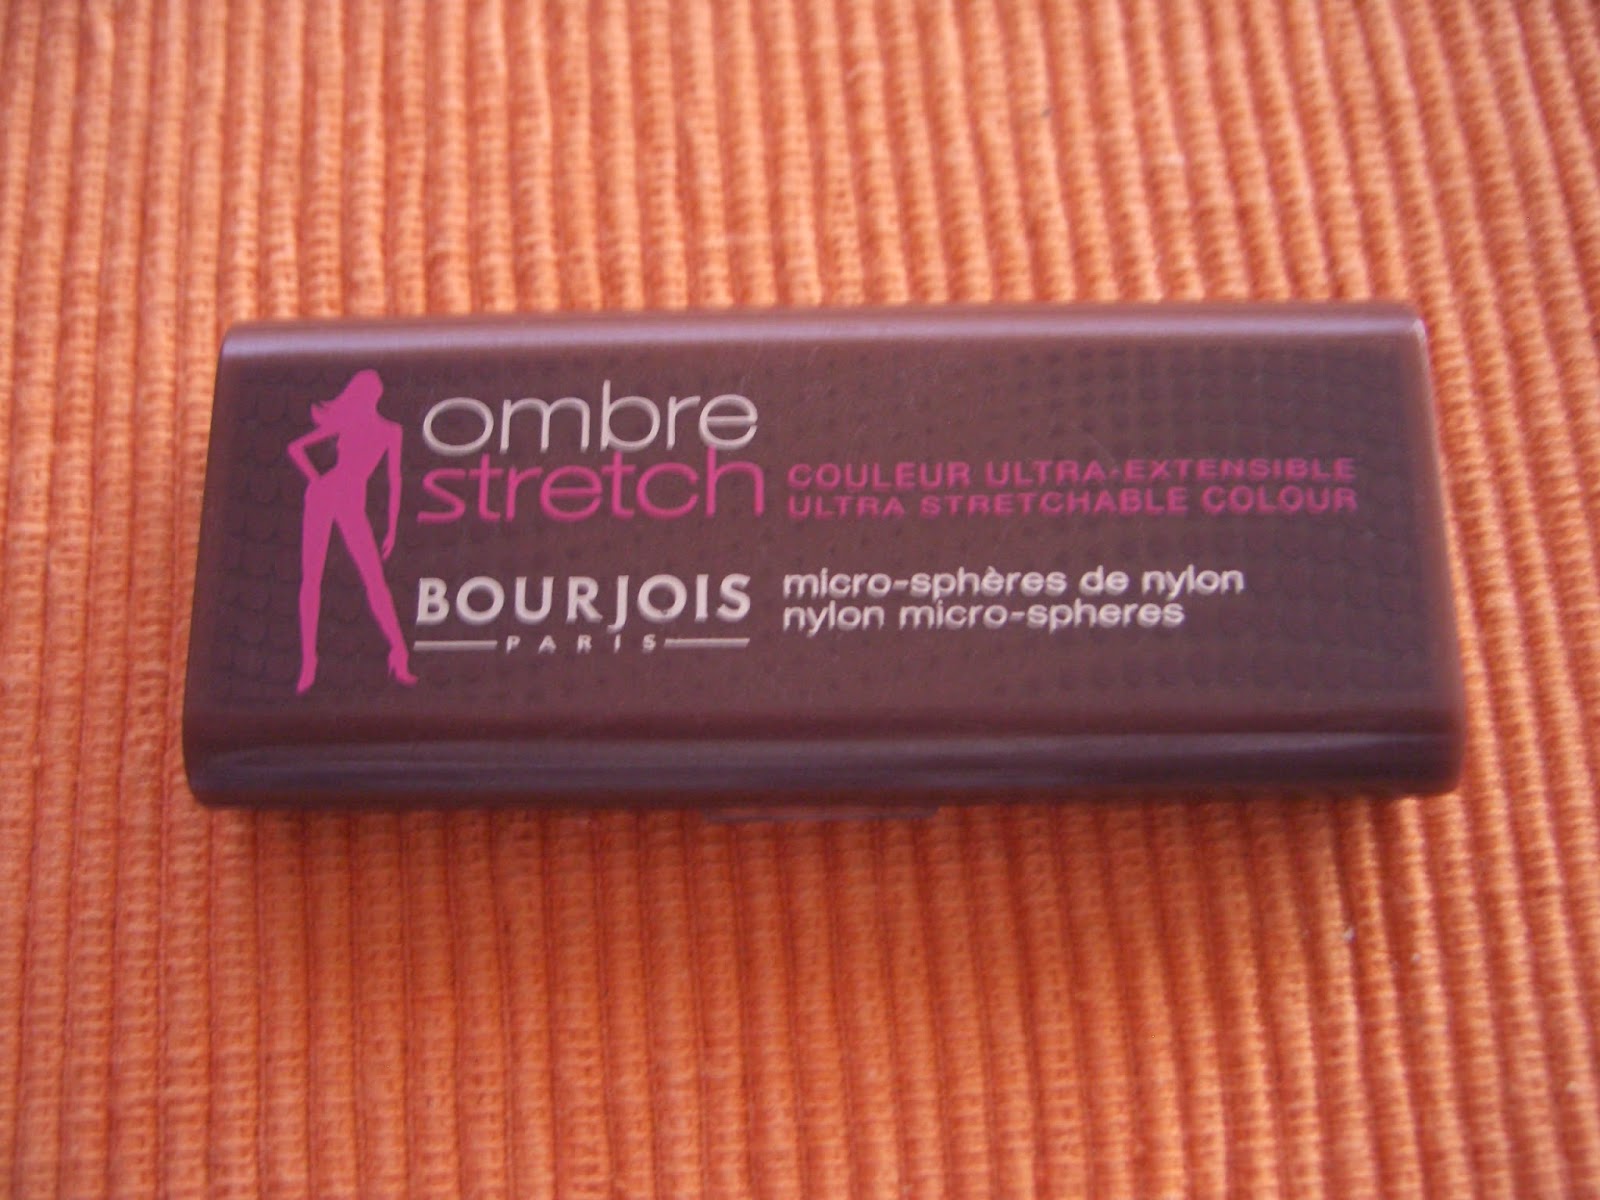 ombre
stretch
COULEUR ULTRA-EXTENSIBLE
ULTRA STRETCHABLE COLOUR
BOURJOIS
PARIS
micro-sphères de nylon
nylon micro-spheres